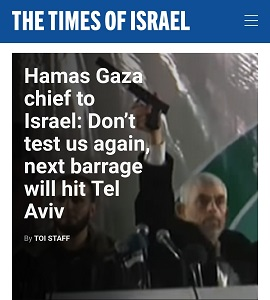 THE TIMES OF ISRAEL
Hamas Gaza
chief to
Israel: Don't
test us again,
next barrage
will hit Tel
Aviv
By TOI STAFF